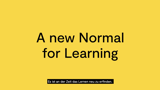 A new Normal
for Learning
Es ist an der Zeit das Lernen neu zu erfinden.